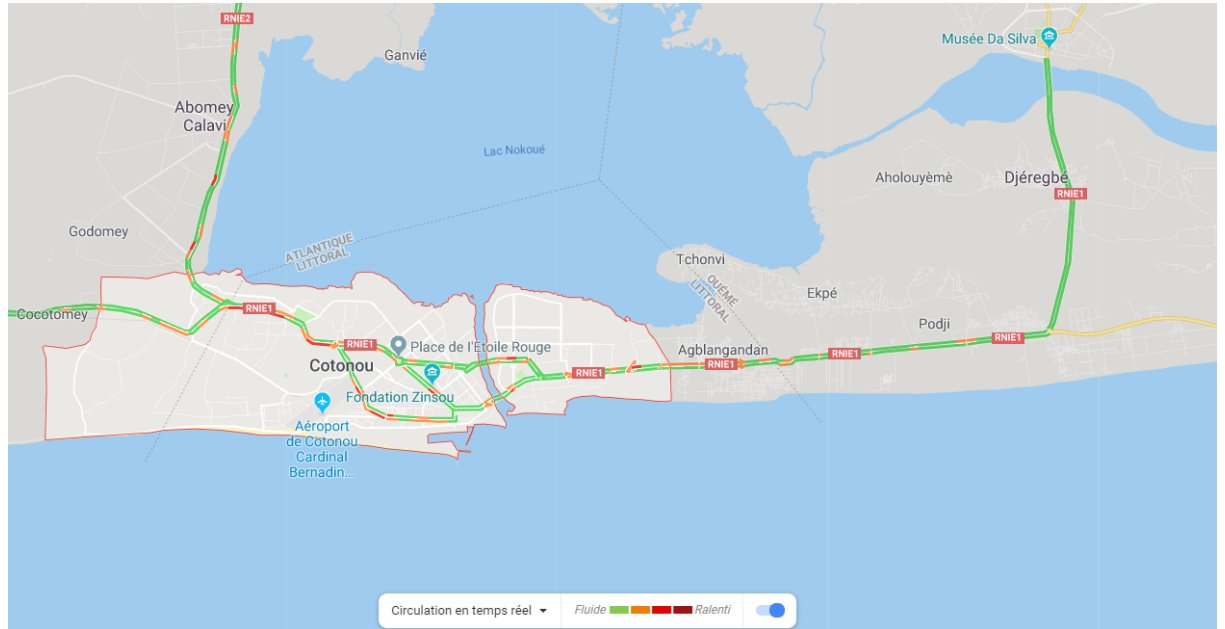 RNIE2
Ganvié
Musée Da Silva
Abomey
Calavi
Lac Nokoué
Aholouyèmè
Djéregbé
RNIE1
Godomey
ATLANTIQUE
LITTORAL
Tchonvi
OUÉMÉ
LITTORAL
Ekpé
Cocotomey
RNIE1
Podji
RNIE1
RNIE1
Place de l'Etoile Rouge
Agblangandan
RNIE1
Cotonou
RNIE1
RNIE1
Fondation Zinsou
Aéroport
de Cotonou
Cardinal
Bernadin...
Circulation en temps réel
Fluide
Ralenti